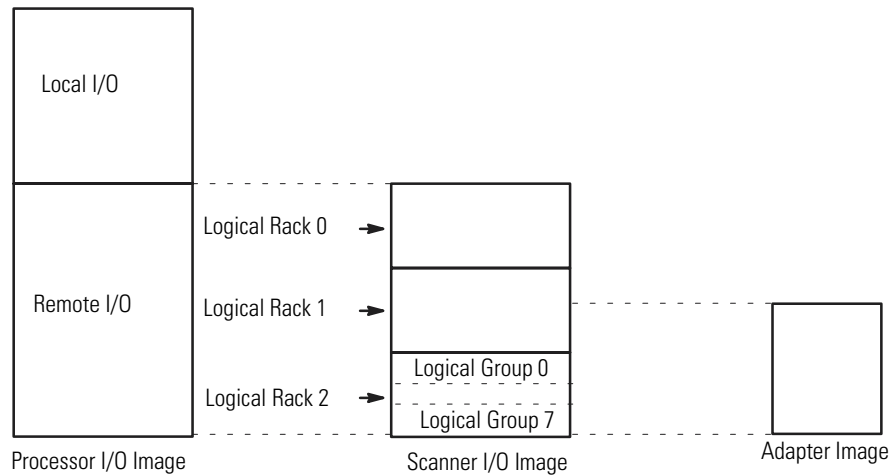 Local I/O
Remote I/O
Logical Rack 0
Logical Rack 1
Logical Rack 2
Logical Group 0
Logical Group 7
Processor I/O Image
Scanner I/O Image
Adapter Image